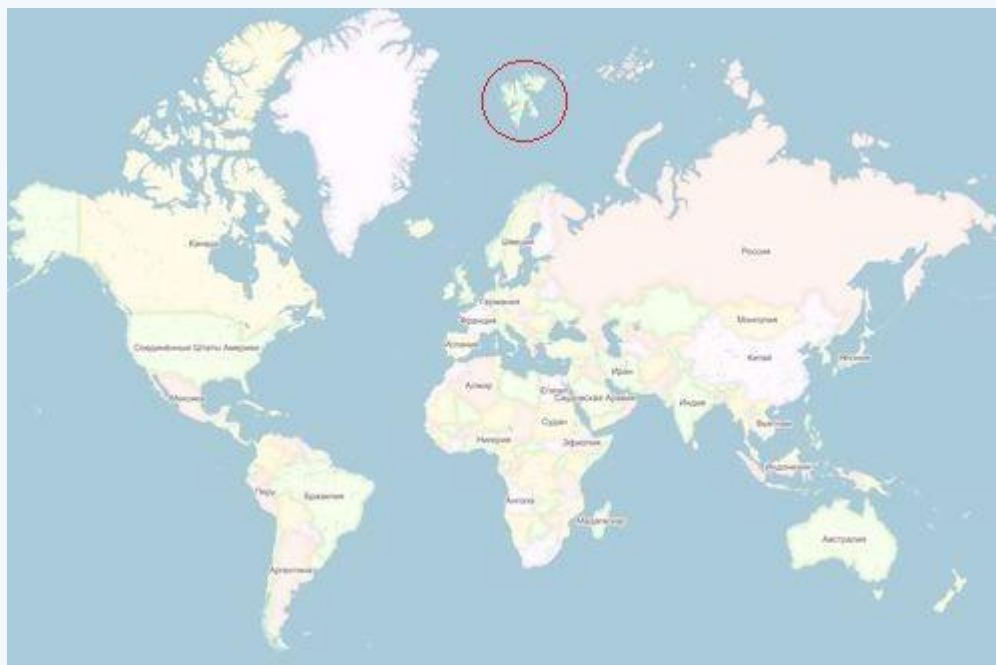 Канада
Швеция
Россия
Германия
Франция
Монголия
Испания
Соединённые Штаты Америки
Китай
Япония
Иран
Алжир
Египет
Мексика
Саудовская Аравия
Индия
Судан
Вьетнам
Нигерия
Эфиопия
Индонезия
Перу
Бразилия
Ангола
Мадагаскар
Австралия
Аргентина